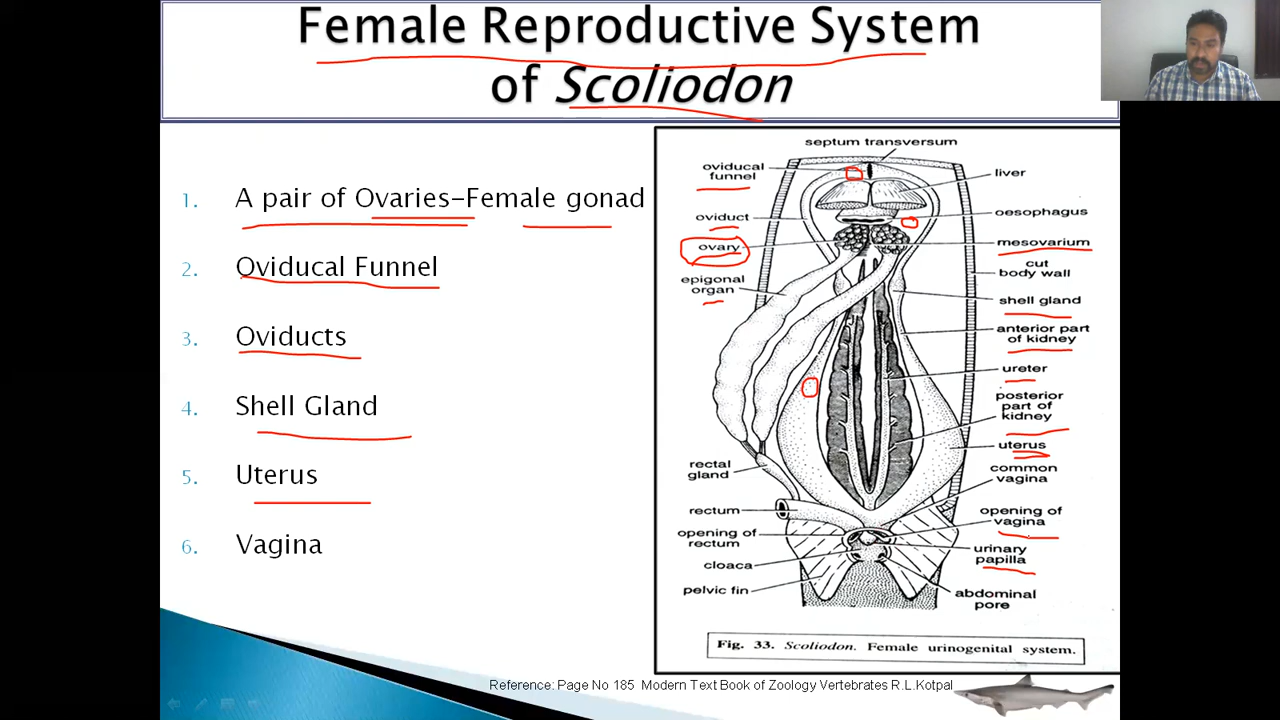 Female Reproductive System
of Scoliodon
1. A pair of Ovaries-Female gonad
2. Oviducal Funnel
3. Oviducts
4. Shell Gland
5. Uterus
6. Vagina
septum transversum
oviducal
funnel
oviduct
ovary
epigonal
organ
rectal
gland
rectum
opening of
rectum
cloaca
pelvic fin
liver
oesophagus
mesovarium
cut
body wall
shell gland
anterior part
of kidney
ureter
posterior
part of
kidney
uterus
common
vagina
opening of
vagina
urinary
papilla
abdominal
pore
Fig. 33. Scoliodon. Female urinogenital system.
Reference: Page No 185 Modern Text Book of Zoology Vertebrates R.L.Kotpal